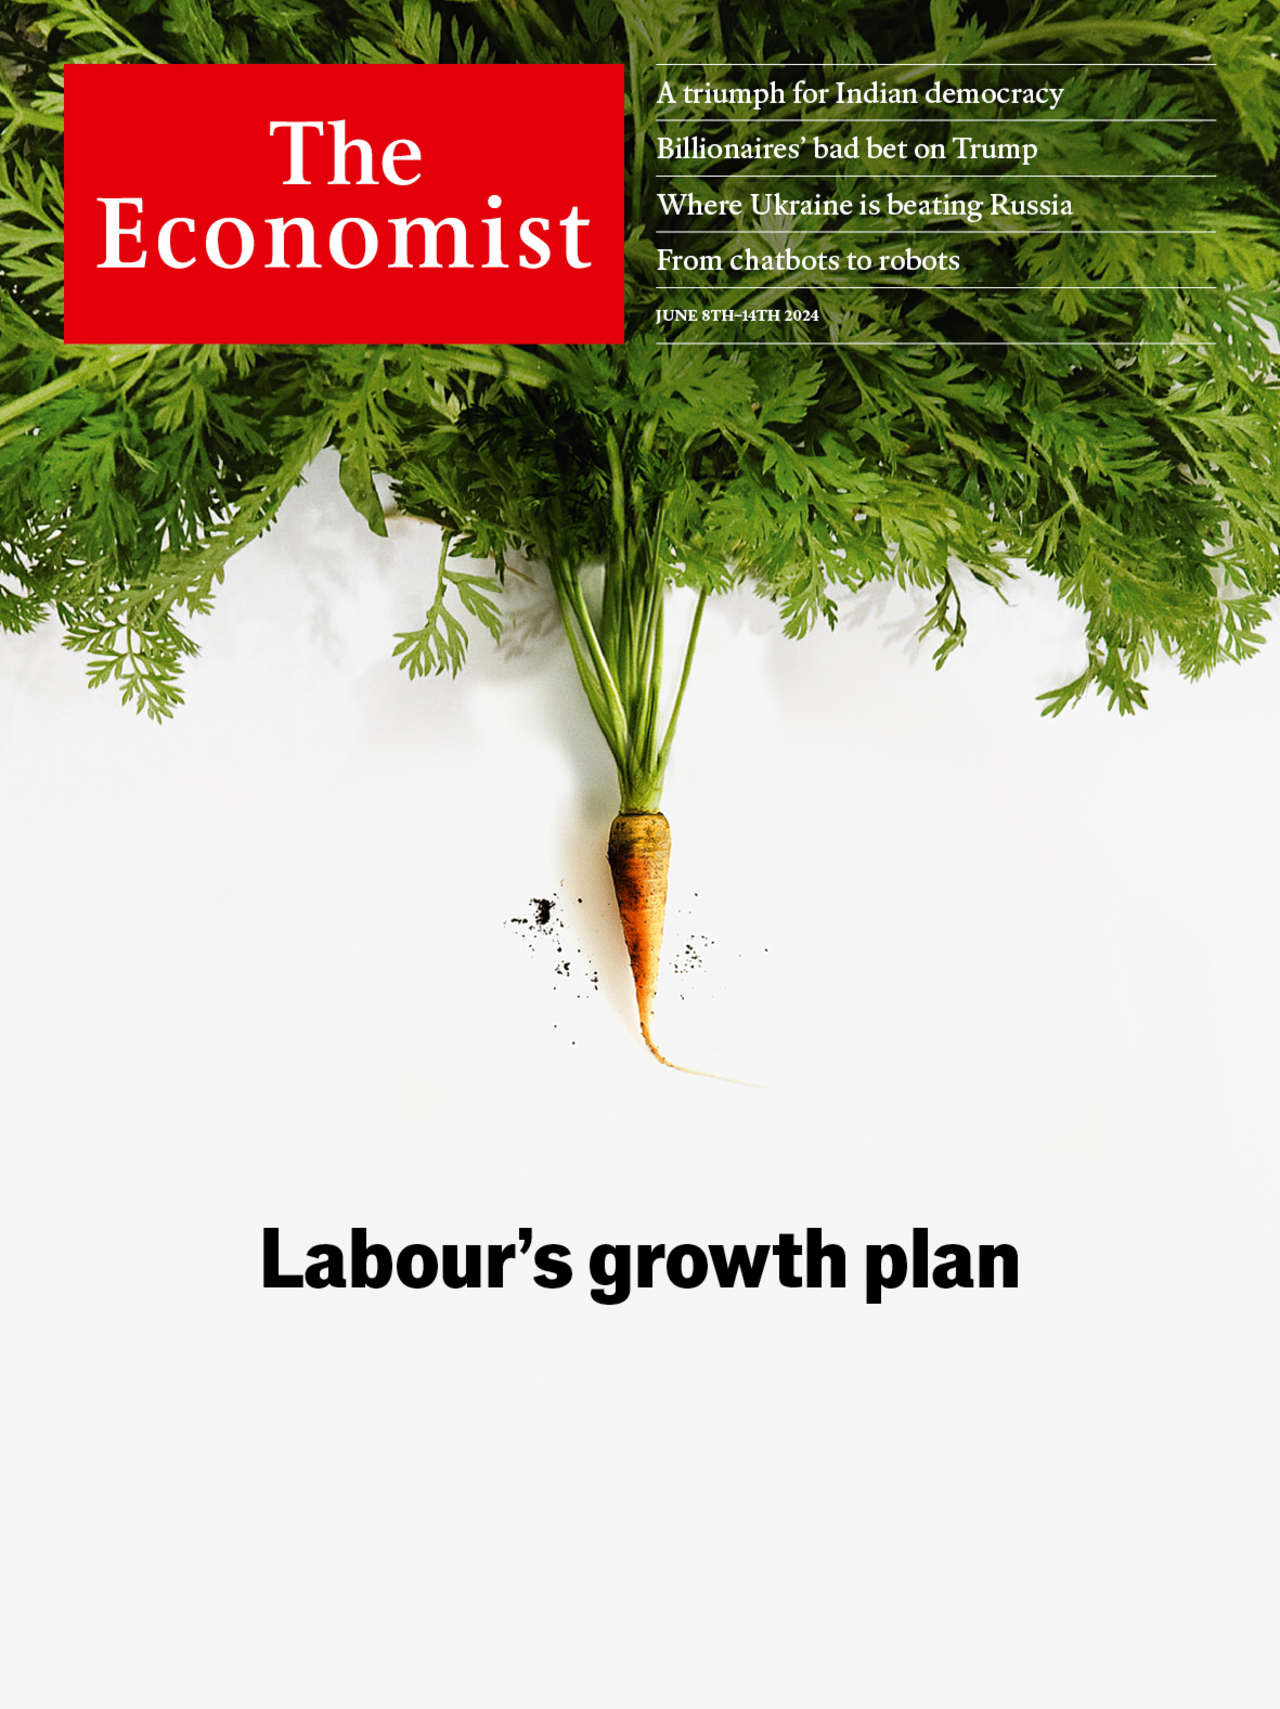 The
Economist
A triumph for Indian democracy
Billionaires’ bad bet on Trump
Where Ukraine is beating Russia
From chatbots to robots
JUNE 8TH–14TH 2024
Labour’s growth plan